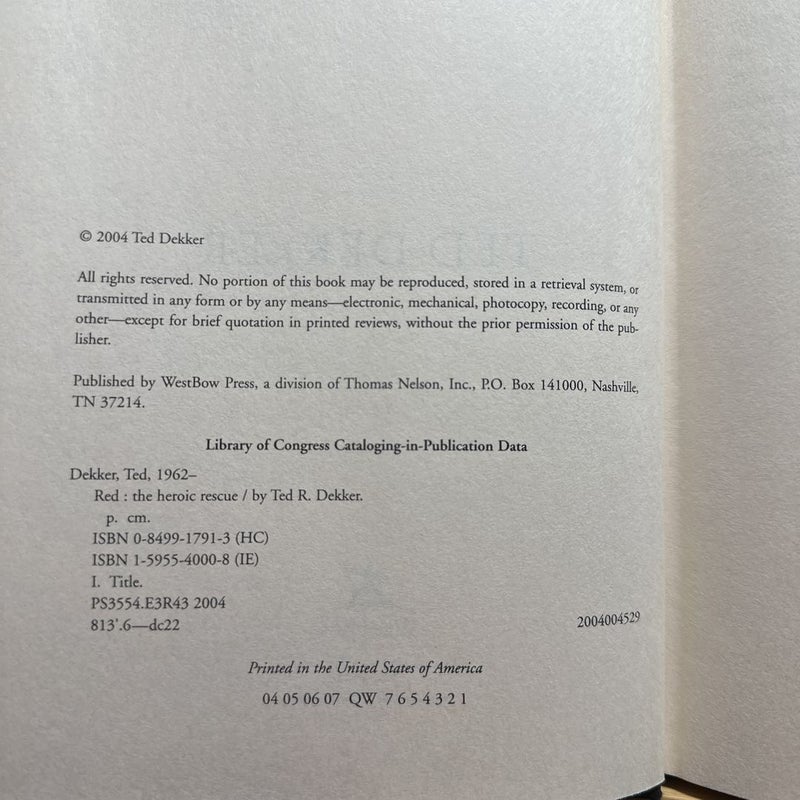 © 2004 Ted Dekker
All rights reserved. No portion of this book may be reproduced, stored in a retrieval system, or
transmitted in any form or by any means—electronic, mechanical, photocopy, recording, or any
other—except for brief quotation in printed reviews, without the prior permission of the pub-
lisher.
Published by WestBow Press, a division of Thomas Nelson, Inc., P.O. Box 141000, Nashville,
TN 37214.
Library of Congress Cataloging-in-Publication Data
Dekker, Ted, 1962–
Red : the heroic rescue / by Ted R. Dekker.
p. cm.
ISBN 0-8499-1791-3 (HC)
ISBN 1-5955-4000-8 (IE)
I. Title.
PS3554.E3R43 2004
813'.6—dc22 2004004529
Printed in the United States of America
04 05 06 07 QW 7 6 5 4 3 2 1